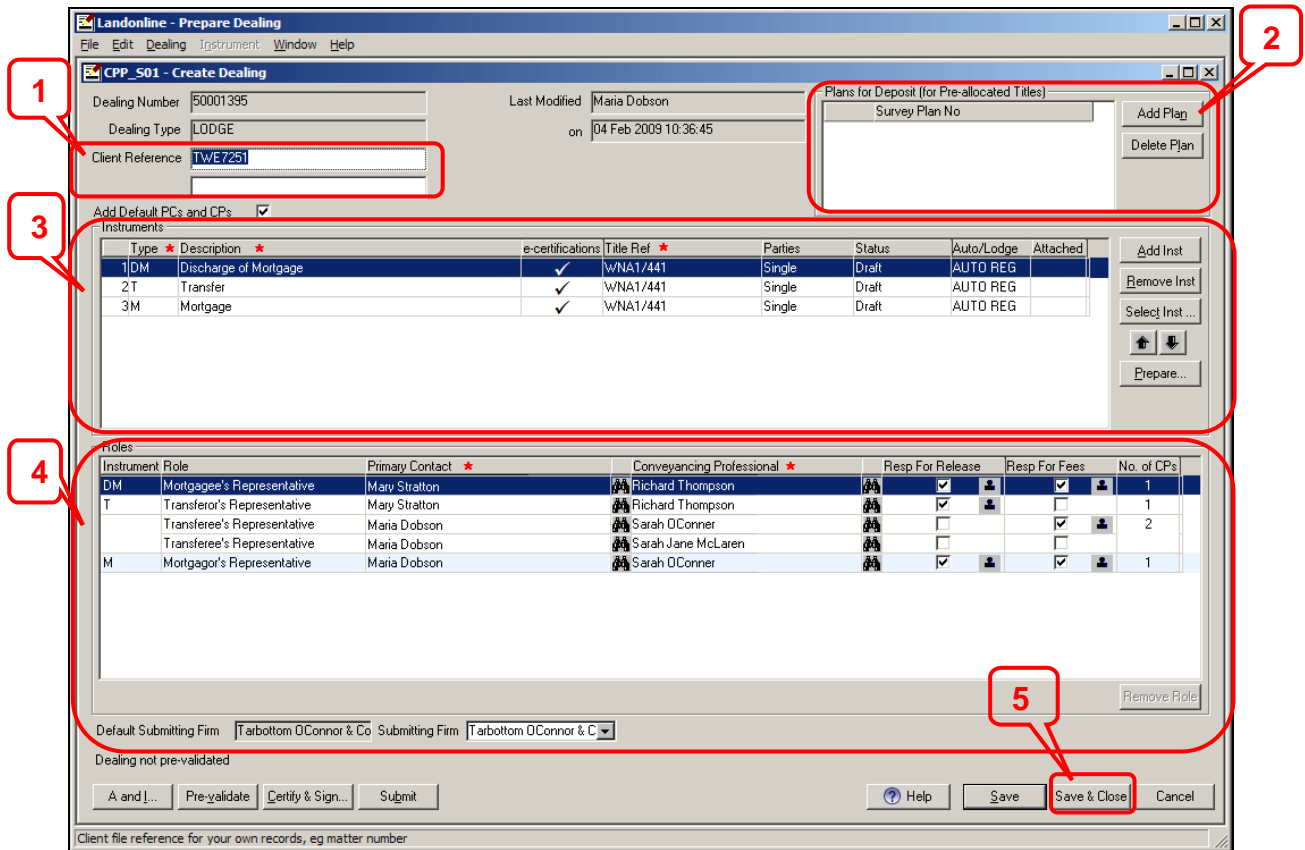 Landonline - Prepare Dealing
File Edit Dealing Instrument Window Help
2
CPP_S01 - Create Dealing
1
Dealing Number 50001395 Last Modified Maria Dobson Plans for Deposit (for Pre-allocated Titles)
Survey Plan No Add Plan
Dealing Type LODGE on 04 Feb 2009 10:36:45
Delete Plan
Client Reference TWE7251
Add Default PCs and CPs
3
Instruments
Type * Description * e-certifications Title Ref * Parties Status Auto/Lodge Attached Add Inst
1 DM Discharge of Mortgage ✓ WNA1/441 Single Draft AUTO REG
2 T Transfer ✓ WNA1/441 Single Draft AUTO REG Remove Inst
3 M Mortgage ✓ WNA1/441 Single Draft AUTO REG
Select Inst ...
Prepare...
4
Roles
Instrument Role Primary Contact * Conveyancing Professional * Resp For Release Resp For Fees No. of CPs
DM Mortgagee's Representative Mary Stratton Richard Thompson 1
T Transferor's Representative Mary Stratton Richard Thompson 1
Transferee's Representative Maria Dobson Sarah OConner 2
Transferee's Representative Maria Dobson Sarah Jane McLaren
M Mortgagor's Representative Maria Dobson Sarah OConner 1
5
Remove Role
Default Submitting Firm Tarbottom OConnor & Co Submitting Firm Tarbottom OConnor & C
Dealing not pre-validated
A and I... Pre-validate Certify & Sign... Submit Help Save Save & Close Cancel
Client file reference for your own records, eg matter number